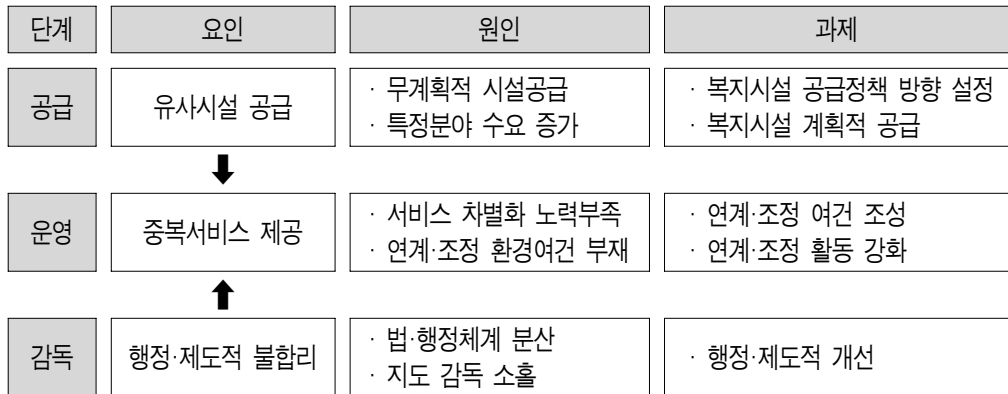 단계 요인 원인 과제
공급 유사시설 공급
· 무계획적 시설공급
· 특정분야 수요 증가
· 복지시설 공급정책 방향 설정
· 복지시설 계획적 공급
운영 중복서비스 제공
· 서비스 차별화 노력부족
· 연계·조정 환경여건 부재
· 연계·조정 여건 조성
· 연계·조정 활동 강화
감독 행정·제도적 불합리
· 법·행정체계 분산
· 지도 감독 소홀
· 행정·제도적 개선